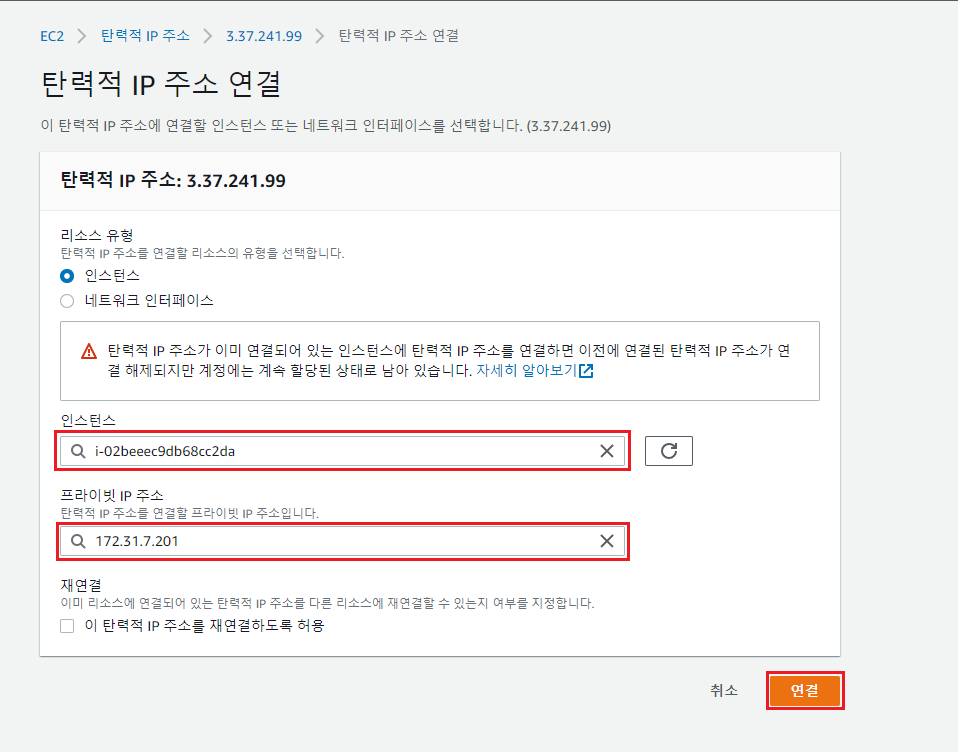 EC2 > 탄력적 IP 주소 > 3.37.241.99 > 탄력적 IP 주소 연결
탄력적 IP 주소 연결
이 탄력적 IP 주소에 연결할 인스턴스 또는 네트워크 인터페이스를 선택합니다. (3.37.241.99)
탄력적 IP 주소: 3.37.241.99
리소스 유형
탄력적 IP 주소를 연결할 리소스의 유형을 선택합니다.
인스턴스
네트워크 인터페이스
탄력적 IP 주소가 이미 연결되어 있는 인스턴스에 탄력적 IP 주소를 연결하면 이전에 연결된 탄력적 IP 주소가 연
결 해제되지만 계정에는 계속 할당된 상태로 남아 있습니다. 자세히 알아보기
인스턴스
i-02beeec9db68cc2da
프라이빗 IP 주소
탄력적 IP 주소를 연결할 프라이빗 IP 주소입니다.
172.31.7.201
재연결
이미 리소스에 연결되어 있는 탄력적 IP 주소를 다른 리소스에 재연결할 수 있는지 여부를 지정합니다.
이 탄력적 IP 주소를 재연결하도록 허용
취소
연결